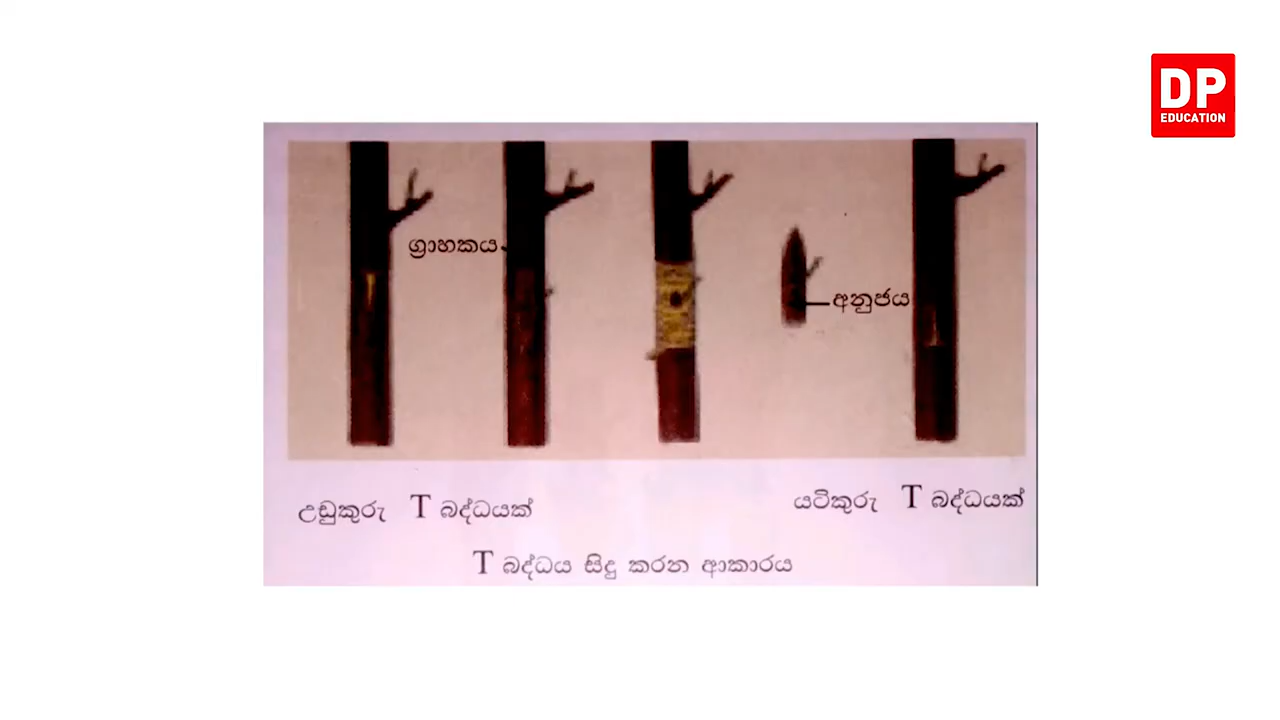 DP
EDUCATION
ග්‍රාහකය
අනුජය
උඩුකුරු T බද්ධයක්
යටිකුරු T බද්ධයක්
T බද්ධය සිදු කරන ආකාරය